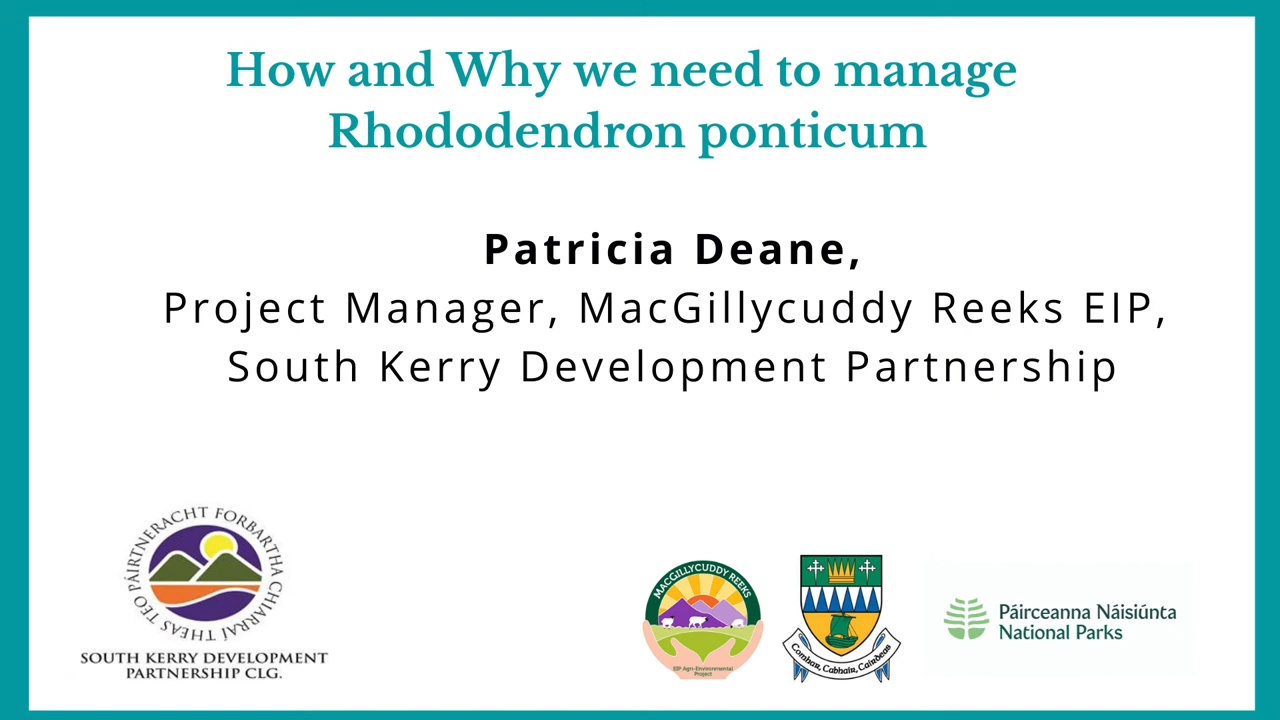 How and Why we need to manage
Rhododendron ponticum
Patricia Deane,
Project Manager, MacGillycuddy Reeks EIP,
South Kerry Development Partnership
PÁIRTNERACHT FORBARTHA CHIARRAÍ THEAS TEO
SOUTH KERRY DEVELOPMENT
PARTNERSHIP CLG.
MACGILLYCUDDY REEKS
EIP Agri-Environmental
Project
Comhar, Cabhair, Cairdeas
Páirceanna Náisiúnta
National Parks